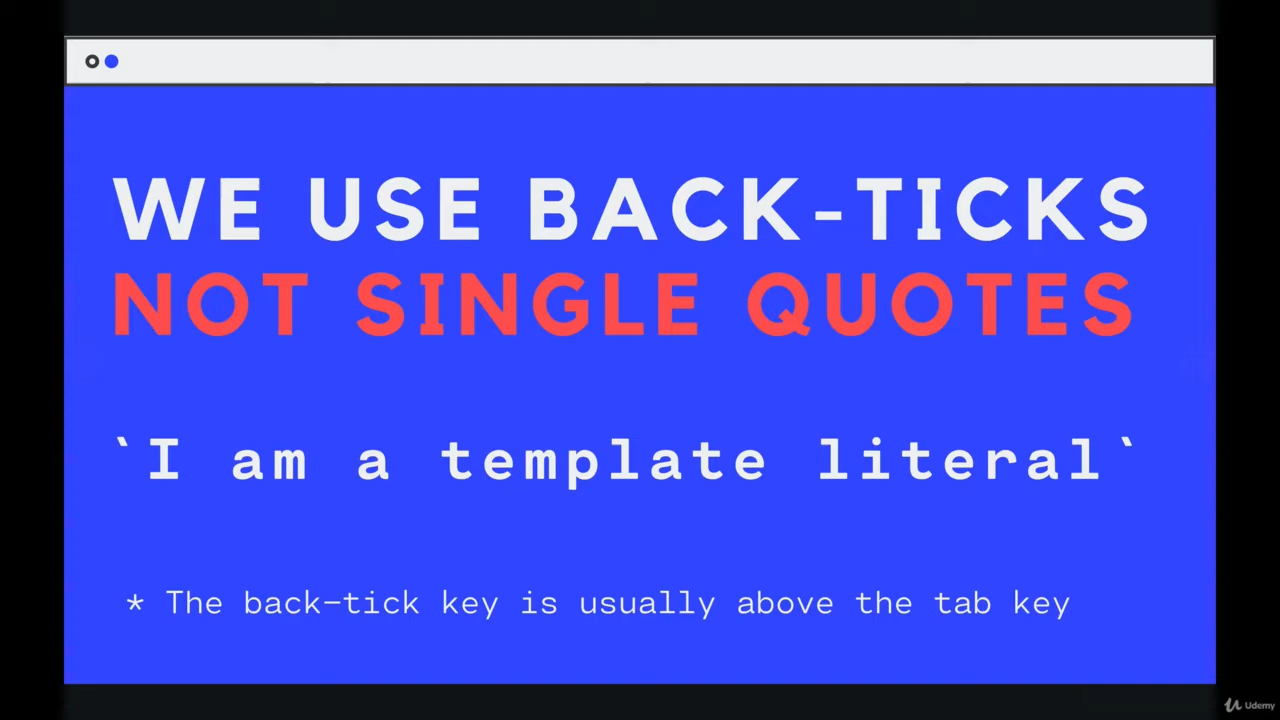 WE USE BACK-TICKS
NOT SINGLE QUOTES
`I am a template literal`
* The back-tick key is usually above the tab key
Udemy